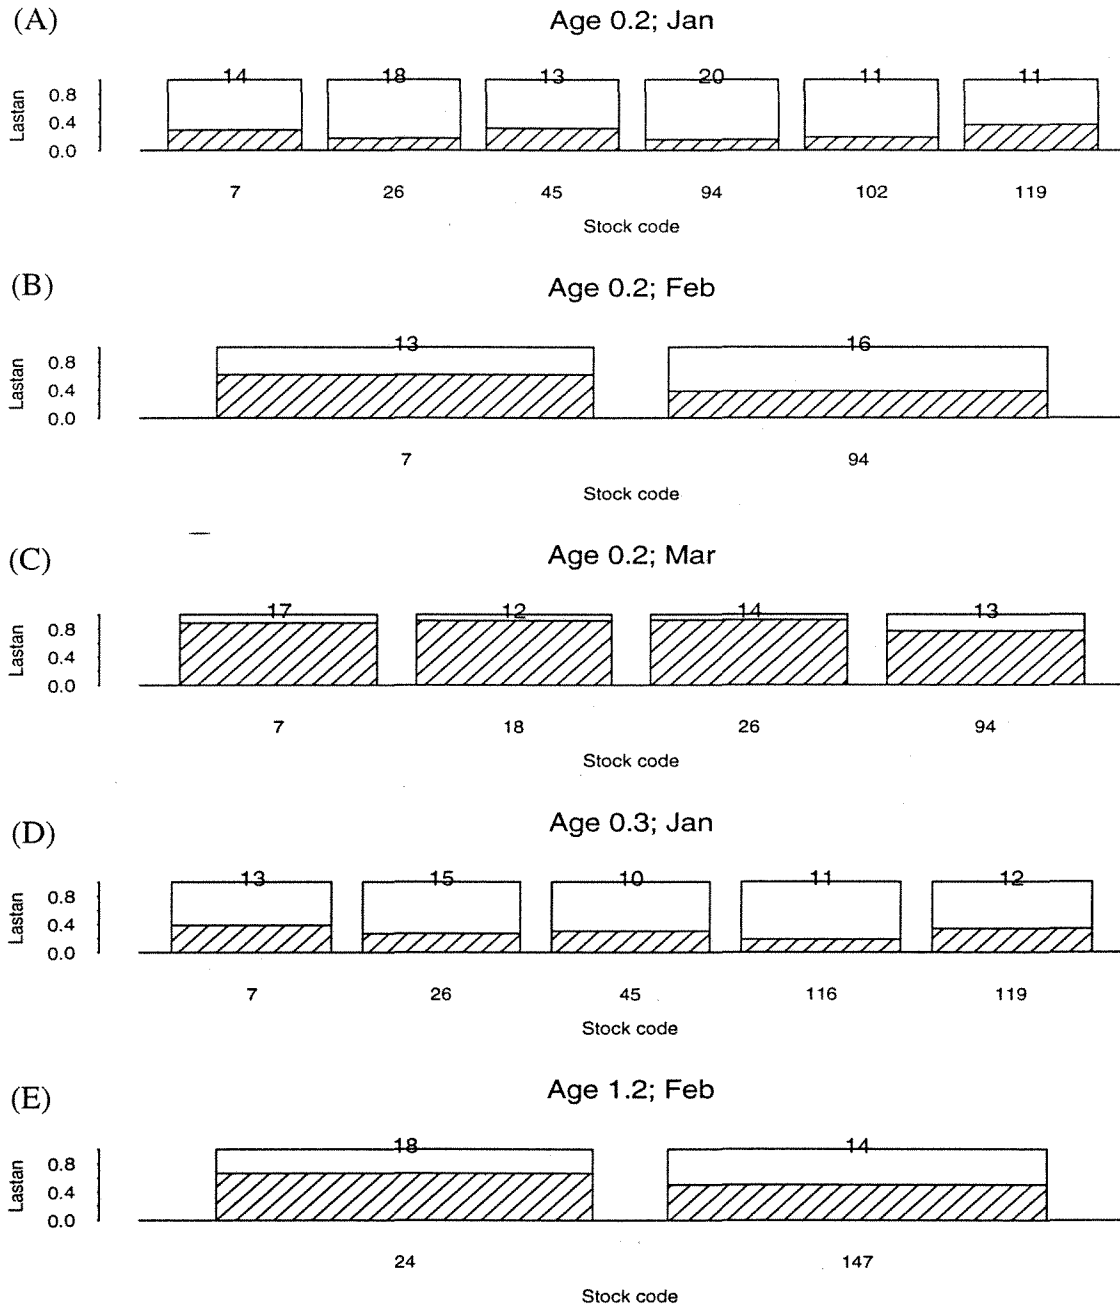 (A)
Age 0.2; Jan
Lastan
0.8
0.4
0.0
14 18 13 20 11 11
7 26 45 94 102 119
Stock code
(B)
Age 0.2; Feb
Lastan
0.8
0.4
0.0
13 16
7 94
Stock code
(C)
Age 0.2; Mar
Lastan
0.8
0.4
0.0
17 12 14 13
7 18 26 94
Stock code
(D)
Age 0.3; Jan
Lastan
0.8
0.4
0.0
13 15 10 11 12
7 26 45 116 119
Stock code
(E)
Age 1.2; Feb
Lastan
0.8
0.4
0.0
18 14
24 147
Stock code